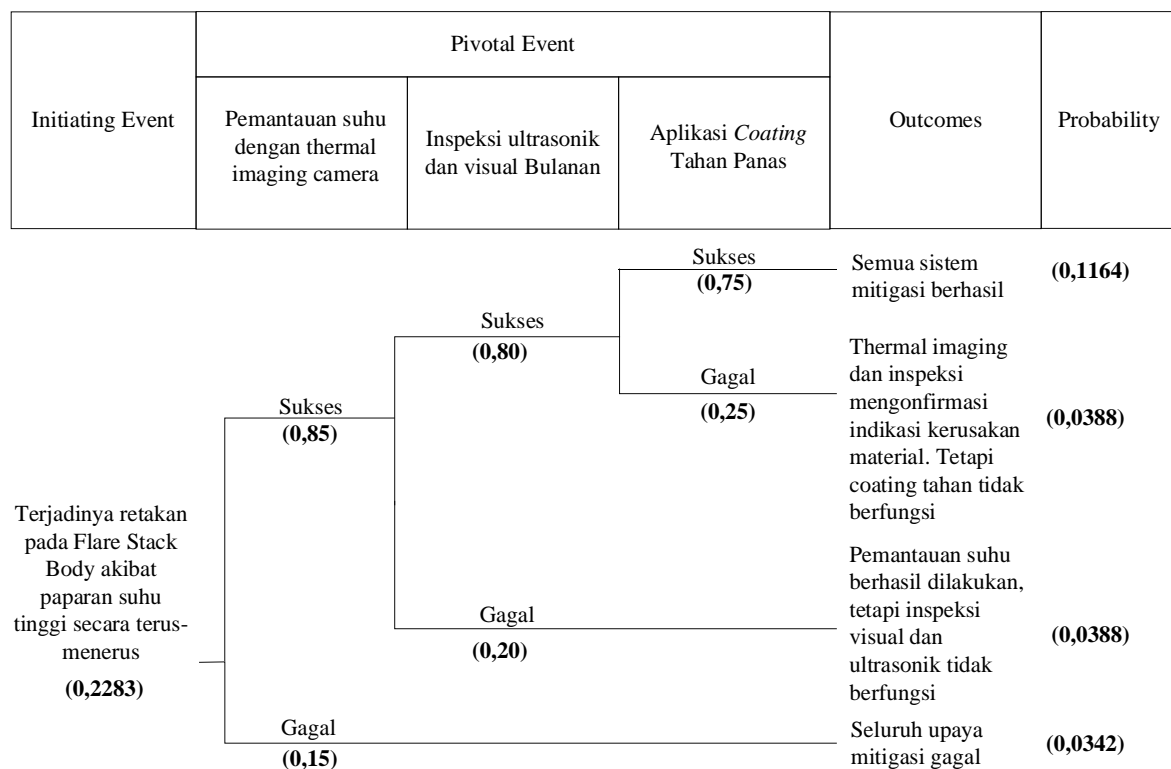 Initiating Event
Pivotal Event
Pemantauan suhu
dengan thermal
imaging camera
Inspeksi ultrasonik
dan visual Bulanan
Aplikasi Coating
Tahan Panas
Outcomes
Probability
Sukses
(0,75)
Semua sistem
mitigasi berhasil
(0,1164)
Sukses
(0,80)
Gagal
(0,25)
Thermal imaging
dan inspeksi
mengonfirmasi
indikasi kerusakan
material. Tetapi
coating tahan tidak
berfungsi
(0,0388)
Sukses
(0,85)
Terjadinya retakan
pada Flare Stack
Body akibat
paparan suhu
tinggi secara terus-
menerus
(0,2283)
Gagal
(0,20)
Pemantauan suhu
berhasil dilakukan,
tetapi inspeksi
visual dan
ultrasonik tidak
berfungsi
(0,0388)
Gagal
(0,15)
Seluruh upaya
mitigasi gagal
(0,0342)